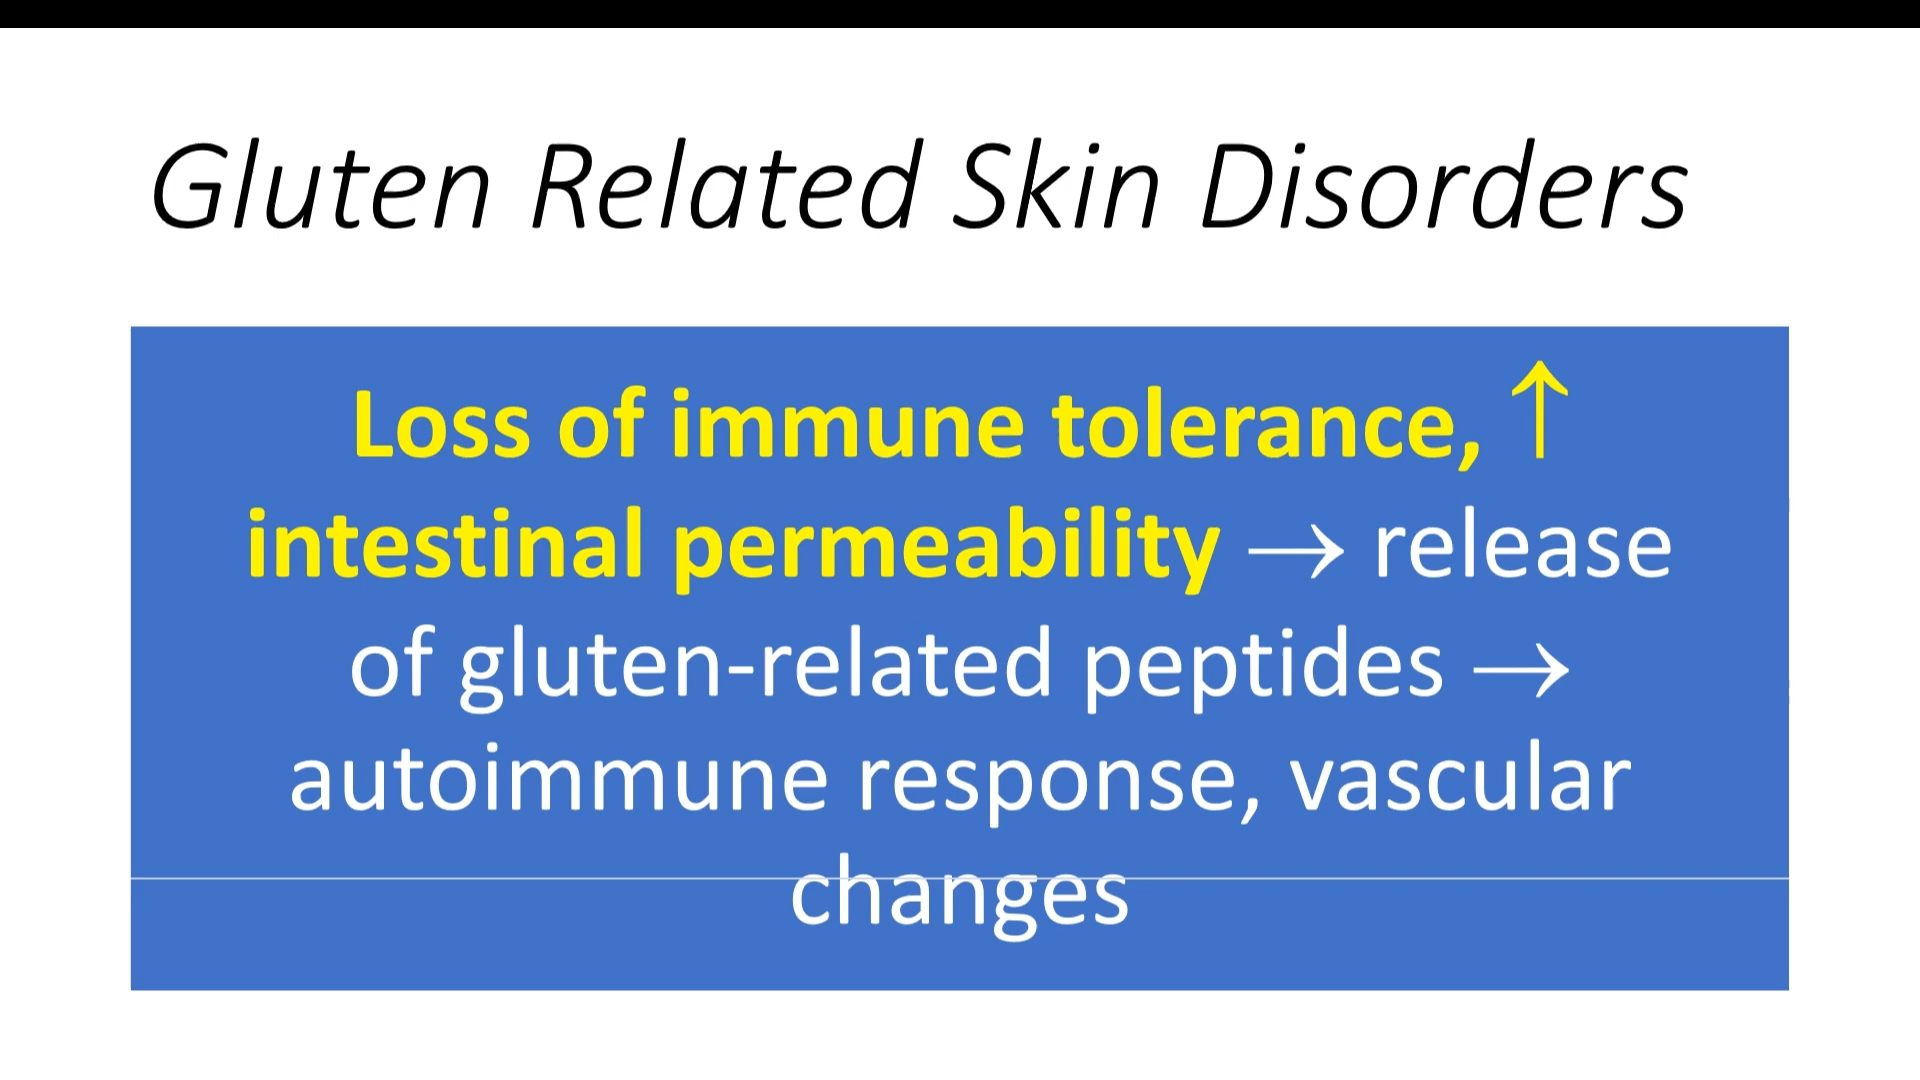 Gluten Related Skin Disorders
Loss of immune tolerance, ↑
intestinal permeability → release
of gluten-related peptides →
autoimmune response, vascular
changes